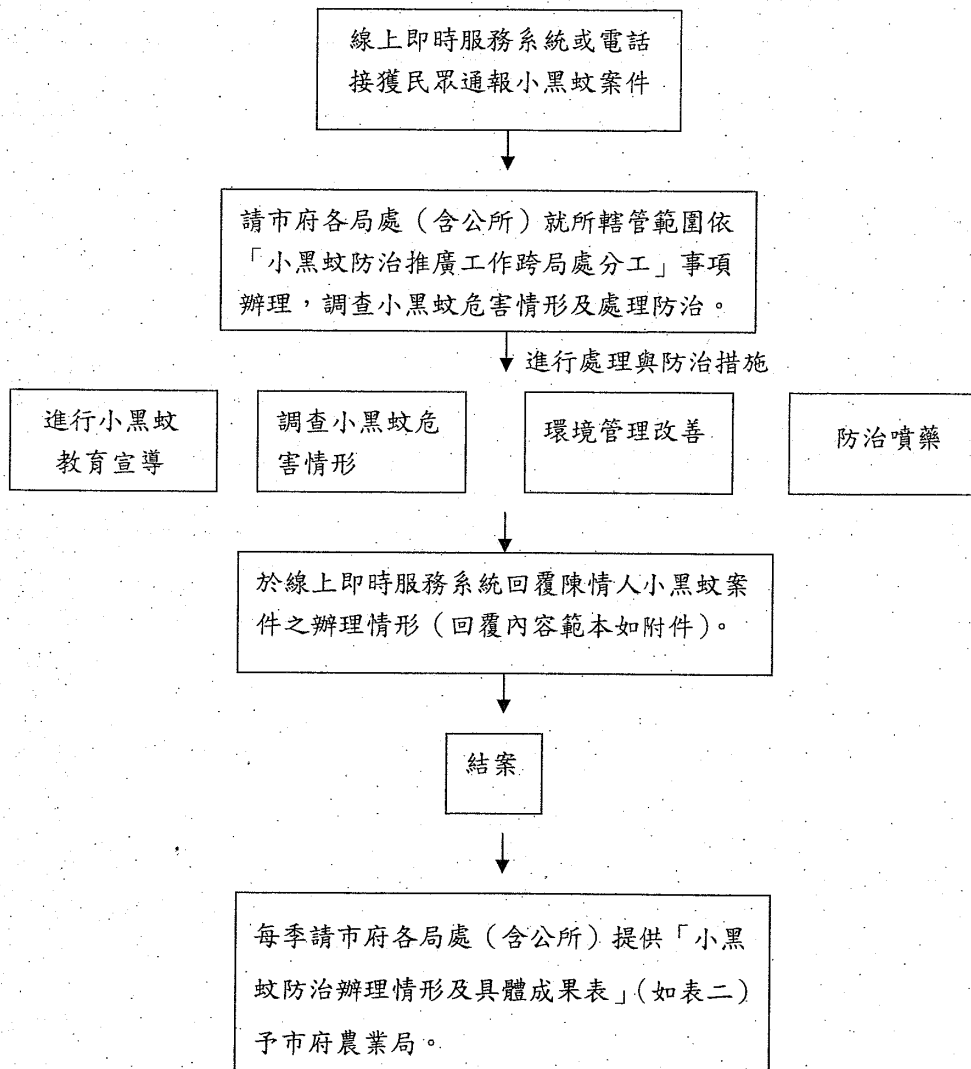 線上即時服務系統或電話
接獲民眾通報小黑蚊案件
請市府各局處（含公所）就所轄管範圍依
「小黑蚊防治推廣工作跨局處分工」事項
辦理，調查小黑蚊危害情形及處理防治。
進行處理與防治措施
進行小黑蚊
教育宣導
調查小黑蚊危
害情形
環境管理改善
防治噴藥
於線上即時服務系統回覆陳情人小黑蚊案
件之辦理情形（回覆內容範本如附件）。
結案
每季請市府各局處（含公所）提供「小黑
蚊防治辦理情形及具體成果表」（如表二）
予市府農業局。